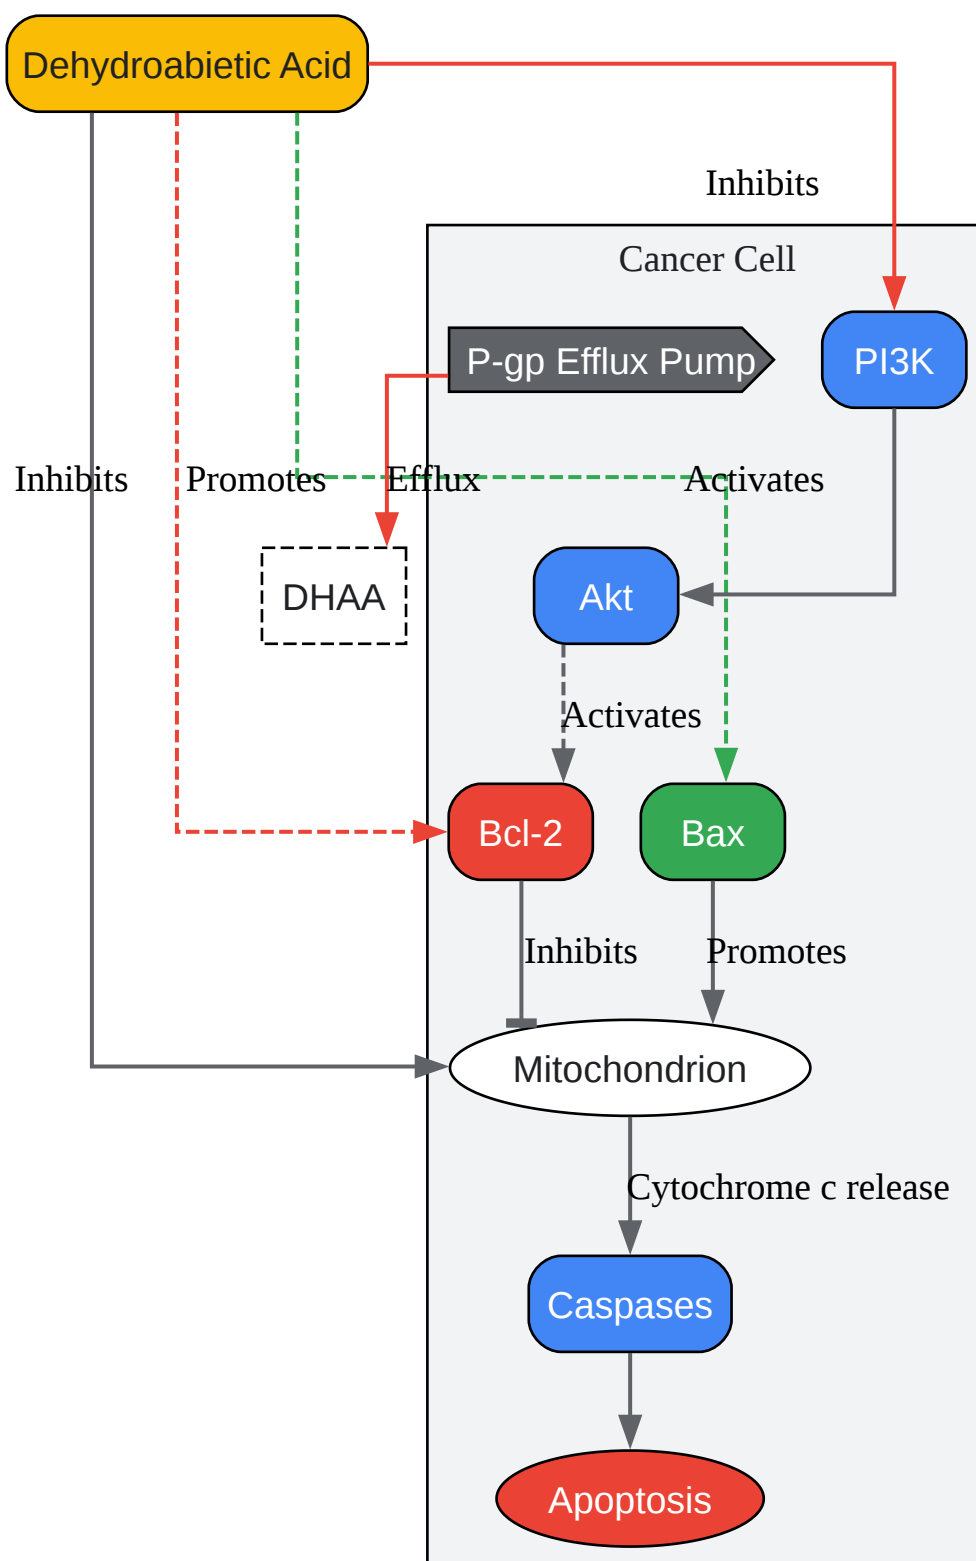 Dehydroabietic Acid
Inhibits
Cancer Cell
P-gp Efflux Pump
PI3K
Inhibits
Promotes
Efflux
Activates
DHAA
Akt
Activates
Bcl-2
Bax
Inhibits
Promotes
Mitochondrion
Cytochrome c release
Caspases
Apoptosis